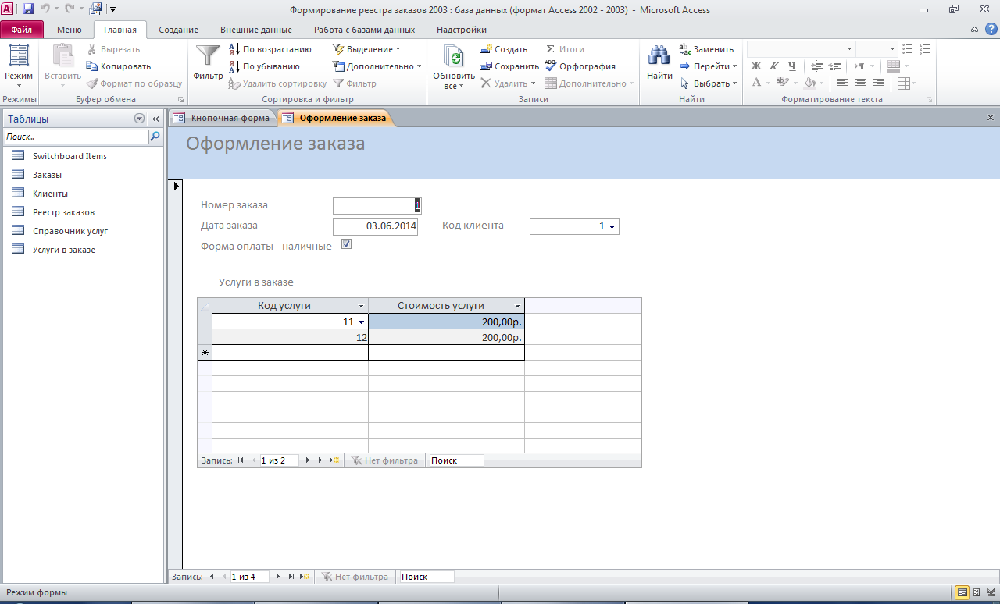 Формирование реестра заказов 2003 : база данных (формат Access 2002 - 2003) - Microsoft Access
Файл Меню Главная Создание Внешние данные Работа с базами данных Надстройки
Режим
Режимы
Вставить
Вырезать
Копировать
Формат по образцу
Буфер обмена
Фильтр
По возрастанию
По убыванию
Удалить сортировку
Выделение
Дополнительно
Фильтр
Сортировка и фильтр
Обновить
все
Создать
Сохранить
Удалить
Итоги
Орфография
Дополнительно
Записи
Найти
Заменить
Перейти
Выбрать
Найти
Ж К Ч
А
Форматирование текста
Таблицы
Поиск...
Switchboard Items
Заказы
Клиенты
Реестр заказов
Справочник услуг
Услуги в заказе
Кнопочная форма Оформление заказа
Оформление заказа
Номер заказа 1
Дата заказа 03.06.2014 Код клиента 1
Форма оплаты - наличные
Услуги в заказе
Код услуги Стоимость услуги
11 200,00р.
12 200,00р.
Запись: 1 из 2 Нет фильтра Поиск
Запись: 1 из 4 Нет фильтра Поиск
Режим формы